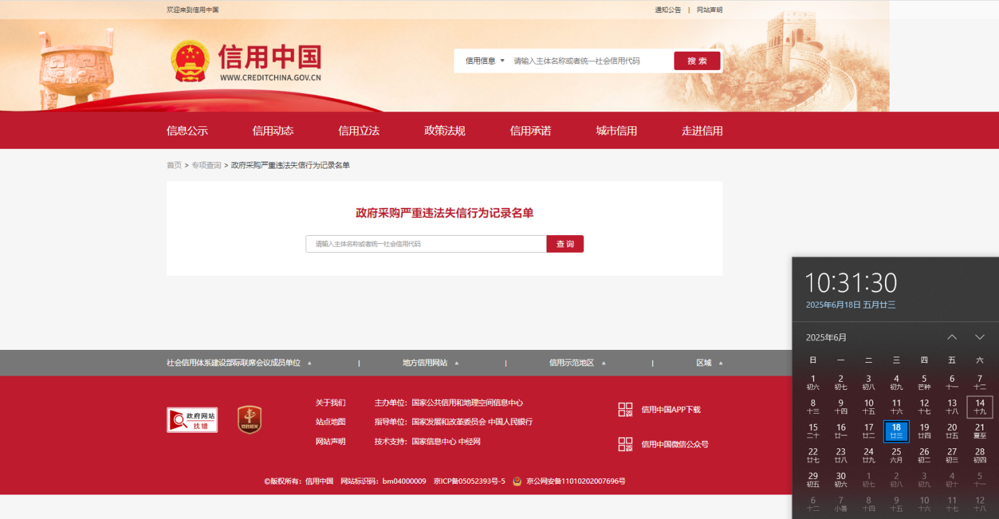 欢迎来到信用中国
通知公告 | 网站声明
信用中国
WWW.CREDITCHINA.GOV.CN
信用信息 请输入主体名称或者统一社会信用代码 搜索
信息公示 信用动态 信用立法 政策法规 信用承诺 城市信用 走进信用
首页 > 专项查询 > 政府采购严重违法失信行为记录名单
政府采购严重违法失信行为记录名单
请输入主体名称或者统一社会信用代码 查询
社会信用体系建设部际联席会议成员单位 | 地方信用网站 | 信用示范地区 | 区域
政府网站
找错
党政机关
关于我们 主办单位：国家公共信用和地理空间信息中心
站点地图 指导单位：国家发展和改革委员会 中国人民银行
网站声明 技术支持：国家信息中心 中经网
信用中国APP下载
信用中国微信公众号
©版权所有：信用中国 网站标识码：bm04000009 京ICP备05052393号-5 京公网安备11010202007696号
10:31:30
2025年6月18日 五月廿三
2025年6月
日 一 二 三 四 五 六
1 2 3 4 5 6 7
初六 初七 初八 初九 芒种 十一 十二
8 9 10 11 12 13 14
十三 十四 十五 十六 十七 十八 十九
15 16 17 18 19 20 21
二十 廿一 廿二 廿三 廿四 廿五 夏至
22 23 24 25 26 27 28
廿七 廿八 廿九 六月 初二 初三 初四
29 30 1 2 3 4 5
初五 初六 初七 初八 初九 初十 十一
6 7 8 9 10 11 12
十二 小暑 十四 十五 十六 十七 十八